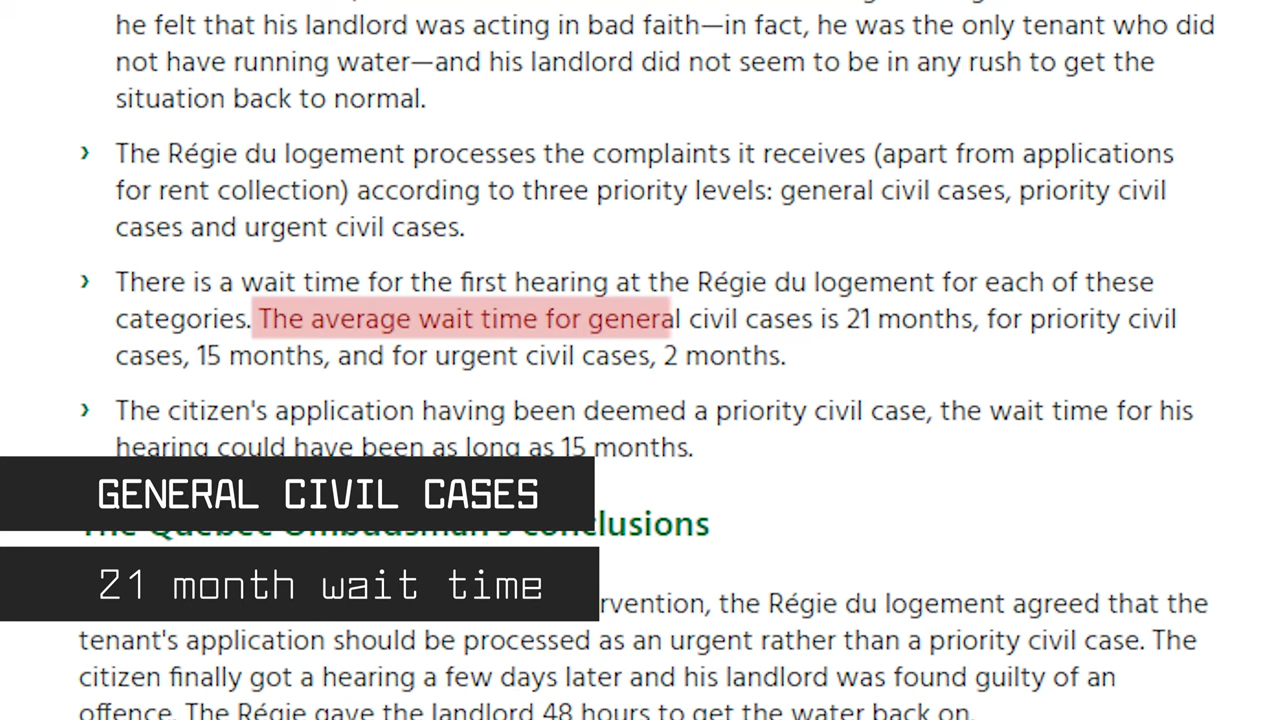 he felt that his landlord was acting in bad faith—in fact, he was the only tenant who did
not have running water—and his landlord did not seem to be in any rush to get the
situation back to normal.
› The Régie du logement processes the complaints it receives (apart from applications
for rent collection) according to three priority levels: general civil cases, priority civil
cases and urgent civil cases.
› There is a wait time for the first hearing at the Régie du logement for each of these
categories. The average wait time for general civil cases is 21 months, for priority civil
cases, 15 months, and for urgent civil cases, 2 months.
› The citizen's application having been deemed a priority civil case, the wait time for his
hearing could have been as long as 15 months.
GENERAL CIVIL CASES
The Québec Ombudsman's conclusions
21 month wait time
rvention, the Régie du logement agreed that the
tenant's application should be processed as an urgent rather than a priority civil case. The
citizen finally got a hearing a few days later and his landlord was found guilty of an
offence. The Régie gave the landlord 48 hours to get the water back on.